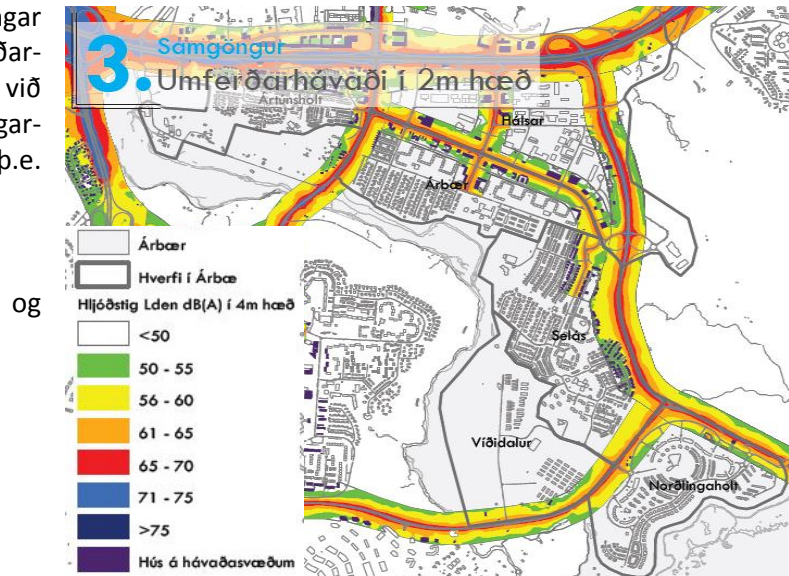 gar
ðar-
við
gar-
þ.e.
og
3. Samgöngur
Umferðarhávaði í 2m hæð
Ártúnsholt
Hálsar
Árbær
Selás
Víðidalur
Norðlingaholt
Árbær
Hverfi í Árbæ
Hljóðstig Lden dB(A) í 4m hæð
<50
50 - 55
56 - 60
61 - 65
65 - 70
71 - 75
>75
Hús á hávaðasvæðum